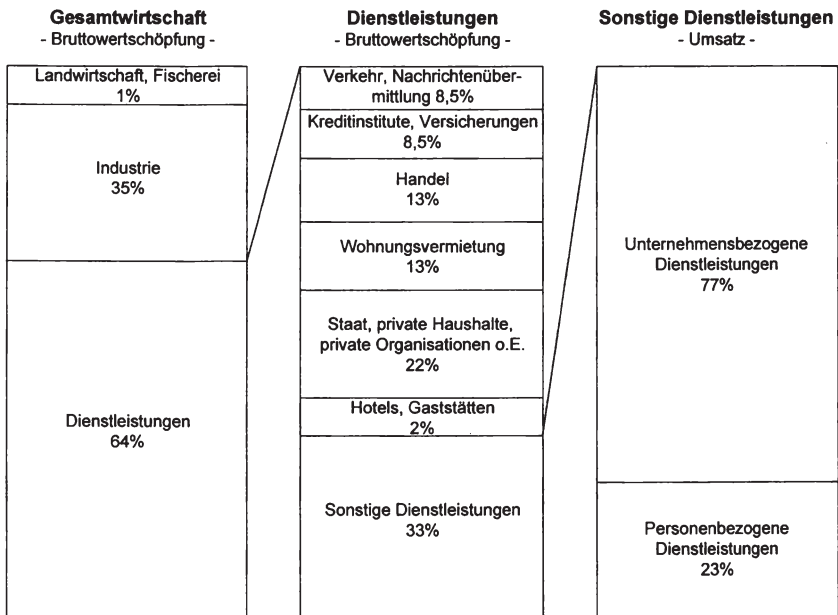 Gesamtwirtschaft
- Bruttowertschöpfung -
Landwirtschaft, Fischerei
1%
Industrie
35%
Dienstleistungen
64%
Dienstleistungen
- Bruttowertschöpfung -
Verkehr, Nachrichtenüber-
mittlung 8,5%
Kreditinstitute, Versicherungen
8,5%
Handel
13%
Wohnungsvermietung
13%
Staat, private Haushalte,
private Organisationen o.E.
22%
Hotels, Gaststätten
2%
Sonstige Dienstleistungen
33%
Sonstige Dienstleistungen
- Umsatz -
Unternehmensbezogene
Dienstleistungen
77%
Personenbezogene
Dienstleistungen
23%